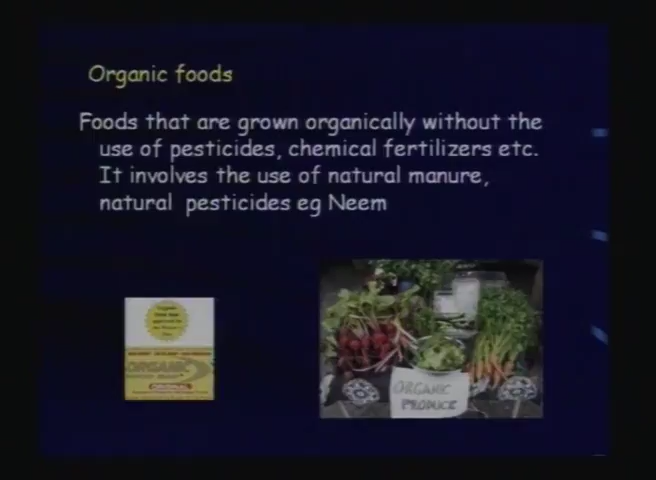 Organic foods
Foods that are grown organically without the
use of pesticides, chemical fertilizers etc.
It involves the use of natural manure,
natural pesticides eg Neem
ORGANIC
ORIGINAL
ORGANIC
PRODUCE